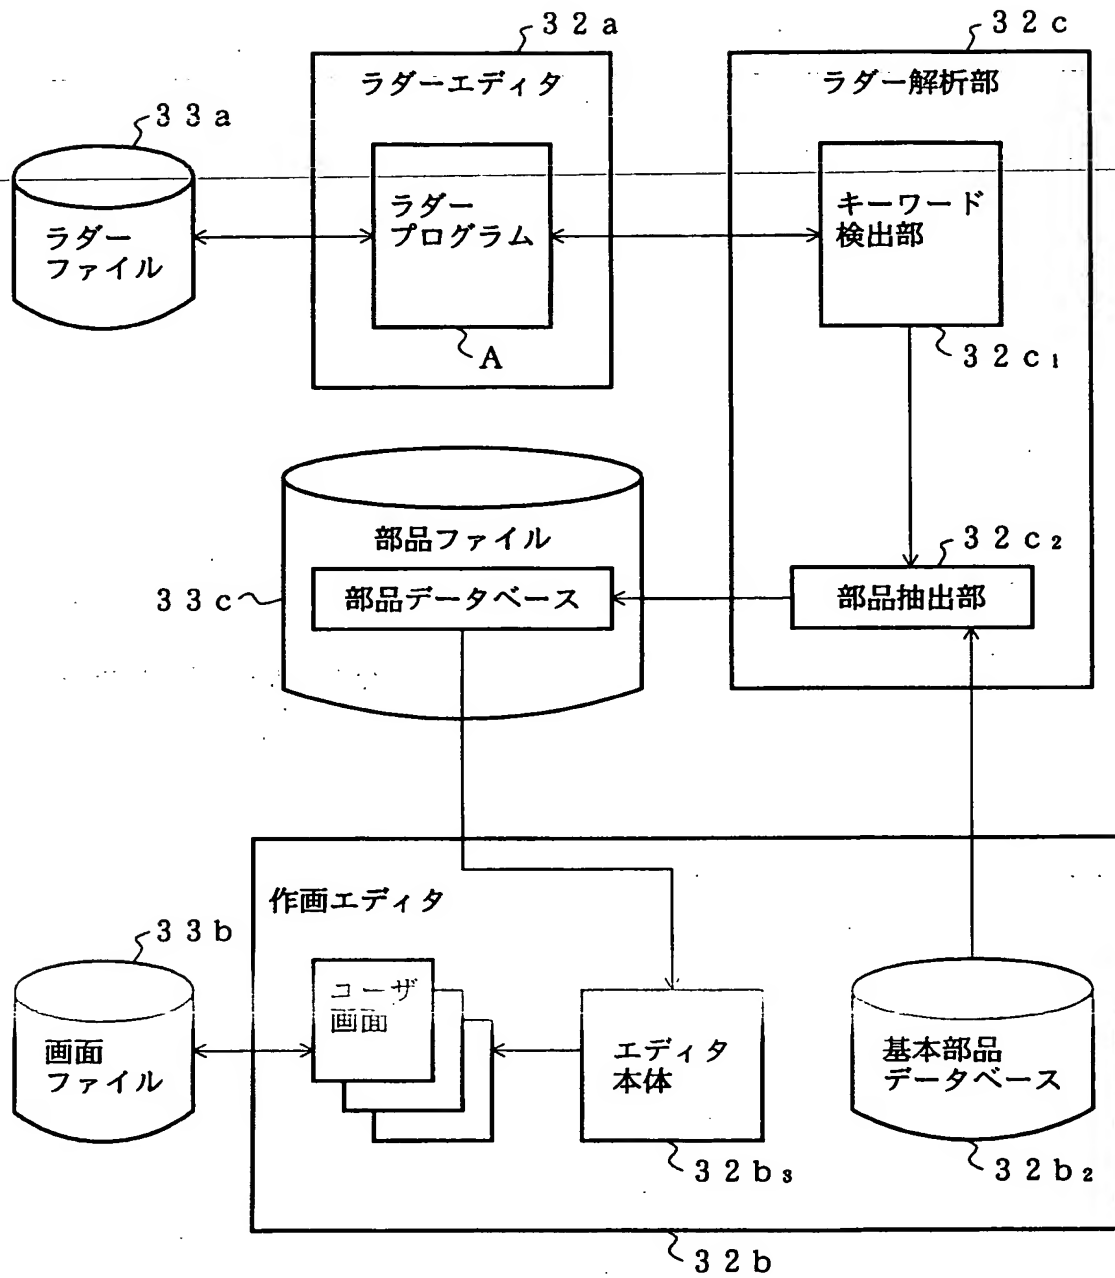 32a
32c
ラダーエディタ
ラダー解析部
33a
ラダー
ファイル
ラダー
プログラム
キーワード
検出部
A
32c₁
部品ファイル
32c₂
33c
部品データベース
部品抽出部
作画エディタ
33b
画面
ファイル
ユーザ
画面
エディタ
本体
基本部品
データベース
32b₃
32b₂
32b